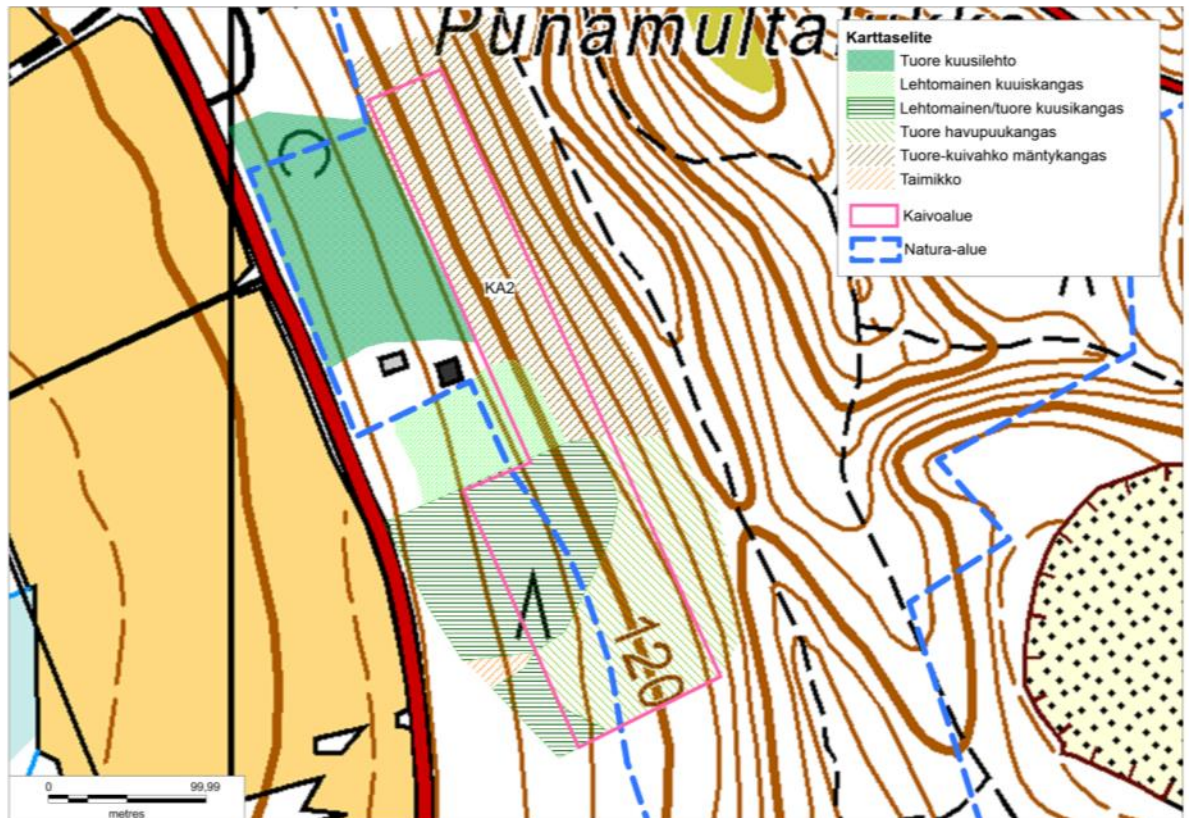 Punamulta
Karttaselite
Tuore kuusilehto
Lehtomainen kuuiskangas
Lehtomainen/tuore kuusikangas
Tuore havupuukangas
Tuore-kuivahko mäntykangas
Taimikko
Kaivoalue
Natura-alue
KA2
120
0 99,99
metres